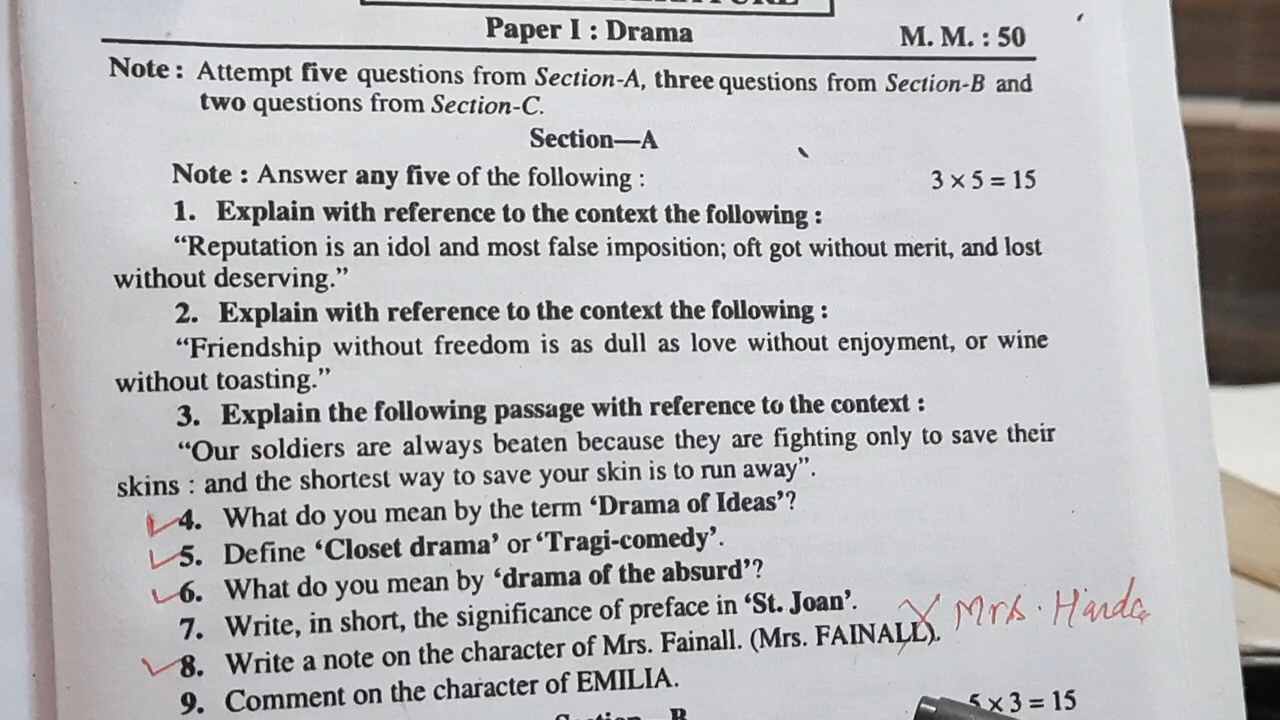 Paper I : Drama
M. M. : 50
Note : Attempt five questions from Section-A, three questions from Section-B and
two questions from Section-C.
Section—A
Note : Answer any five of the following :
3 × 5 = 15
1. Explain with reference to the context the following :
“Reputation is an idol and most false imposition; oft got without merit, and lost
without deserving.”
2. Explain with reference to the context the following :
“Friendship without freedom is as dull as love without enjoyment, or wine
without toasting.”
3. Explain the following passage with reference to the context :
“Our soldiers are always beaten because they are fighting only to save their
skins : and the shortest way to save your skin is to run away”.
4. What do you mean by the term ‘Drama of Ideas’?
5. Define ‘Closet drama’ or ‘Tragi-comedy’.
6. What do you mean by ‘drama of the absurd’?
7. Write, in short, the significance of preface in ‘St. Joan’.
8. Write a note on the character of Mrs. Fainall. (Mrs. FAINALL).
Mrs.
9. Comment on the character of EMILIA.
5 × 3 = 15